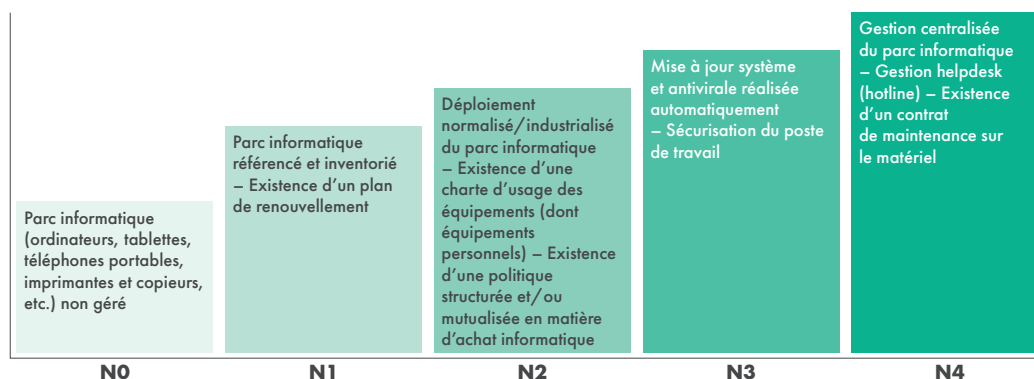 Parc informatique
(ordinateurs, tablettes,
téléphones portables,
imprimantes et copieurs,
etc.) non géré
Parc informatique
référencé et inventorié
– Existence d’un plan
de renouvellement
Déploiement
normalisé/industrialisé
du parc informatique
– Existence d’une
charte d’usage des
équipements (dont
équipements
personnels) – Existence
d’une politique
structurée et/ou
mutualisée en matière
d’achat informatique
Mise à jour système
et antivirale réalisée
automatiquement
– Sécurisation du poste
de travail
Gestion centralisée
du parc informatique
– Gestion helpdesk
(hotline) – Existence
d’un contrat
de maintenance sur
le matériel
N0
N1
N2
N3
N4